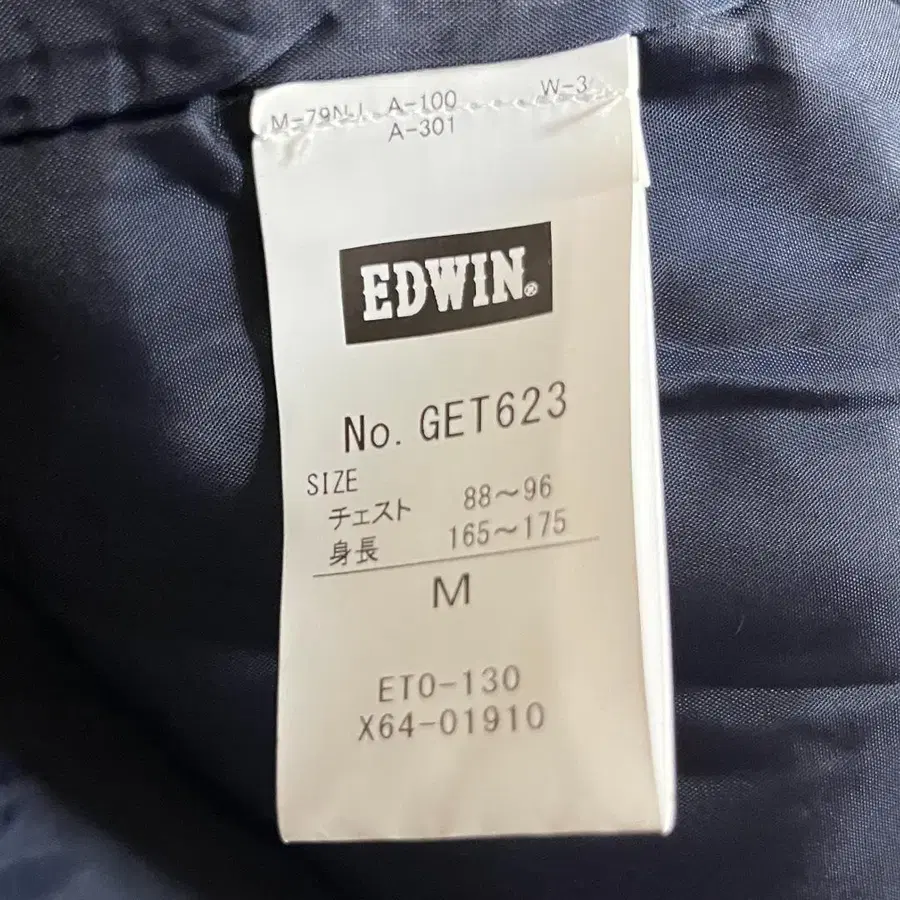 M-79N-L A-100 W-3
A-301
EDWIN®
No. GET623
SIZE
チェスト 88～96
身長 165～175
M
ETO-130
X64-01910